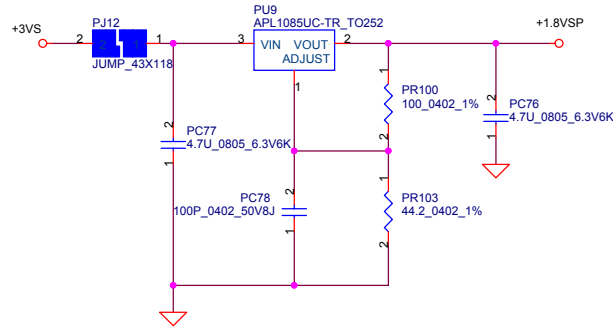 PU9
PJ12
APL1085UC-TR_TO252
+3VS
+1.8VSP
2
2
1
1
3
VIN
VOUT
2
ADJUST
JUMP_43X118
1
1
PR100
100_0402_1%
2
2
PC76
4.7U_0805_6.3V6K
1
2
PC77
4.7U_0805_6.3V6K
1
2
1
PC78
100P_0402_50V8J
2
1
PR103
44.2_0402_1%
1
2